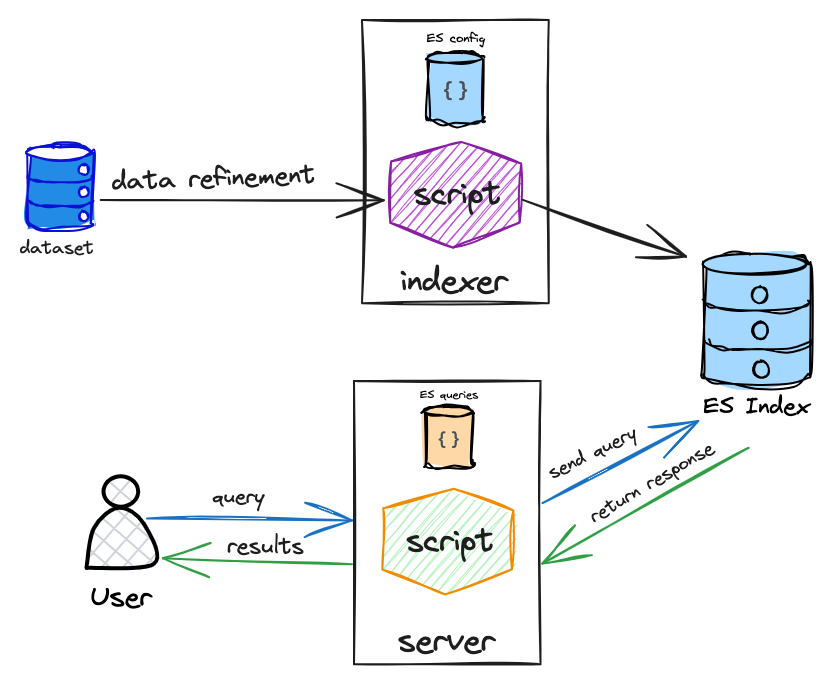 ES config
{ }
data refinement
script
dataset
indexer
ES Index
ES queries
{ }
send query
return response
query
script
results
User
server